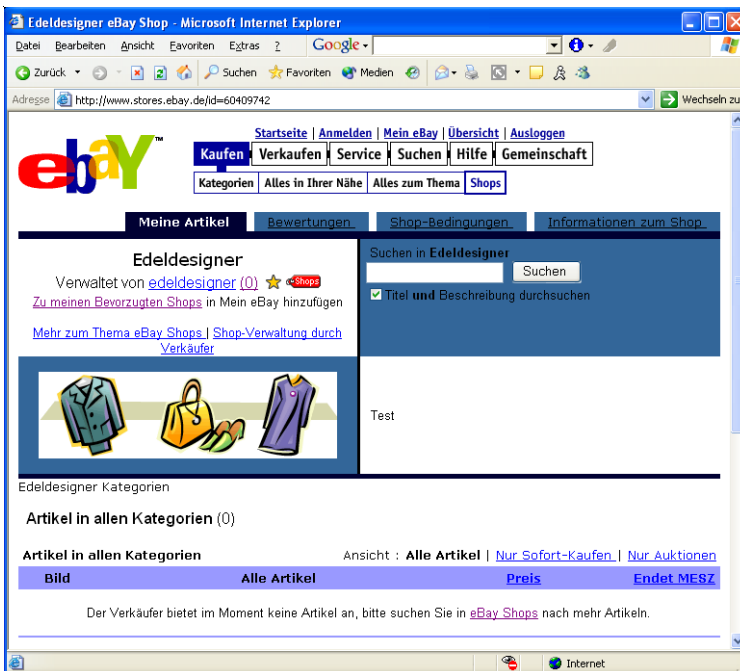 Edeldesigner eBay Shop - Microsoft Internet Explorer
Datei Bearbeiten Ansicht Favoriten Extras ? Google
Zurück Suchen Favoriten Medien
Adresse http://www.stores.ebay.de/id=60409742 Wechseln zu
ebaY™
Startseite | Anmelden | Mein eBay | Übersicht | Ausloggen
Kaufen Verkaufen Service Suchen Hilfe Gemeinschaft
Kategorien Alles in Ihrer Nähe Alles zum Thema Shops
Meine Artikel Bewertungen Shop-Bedingungen Informationen zum Shop
Edeldesigner
Verwaltet von edeldesigner (0) eShops
Zu meinen Bevorzugten Shops in Mein eBay hinzufügen
Mehr zum Thema eBay Shops | Shop-Verwaltung durch
Verkäufer
Suchen in Edeldesigner
Suchen
Titel und Beschreibung durchsuchen
Test
Edeldesigner Kategorien
Artikel in allen Kategorien (0)
Artikel in allen Kategorien Ansicht : Alle Artikel | Nur Sofort-Kaufen | Nur Auktionen
Bild Alle Artikel Preis Endet MESZ
Der Verkäufer bietet im Moment keine Artikel an, bitte suchen Sie in eBay Shops nach mehr Artikeln.
Internet